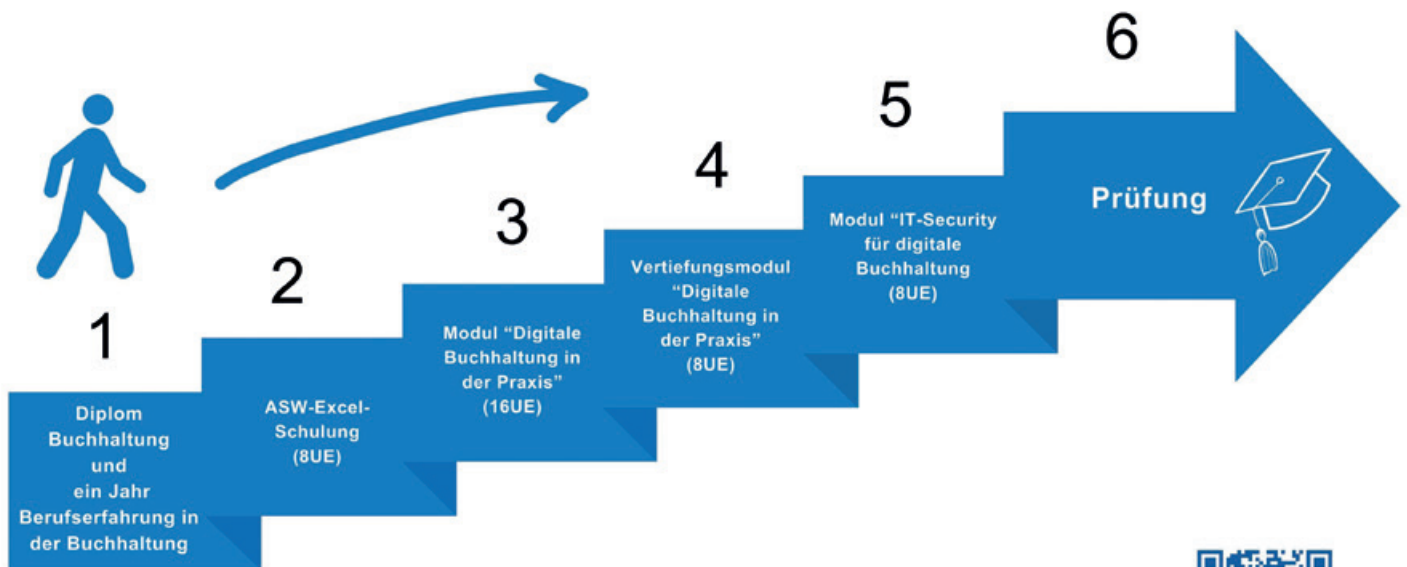 1
Diplom
Buchhaltung
und
ein Jahr
Berufserfahrung in
der Buchhaltung
2
ASW-Excel-
Schulung
(8UE)
3
Modul “Digitale
Buchhaltung in
der Praxis”
(16UE)
4
Vertiefungsmodul
“Digitale
Buchhaltung in
der Praxis”
(8UE)
5
Modul “IT-Security
für digitale
Buchhaltung
(8UE)
6
Prüfung